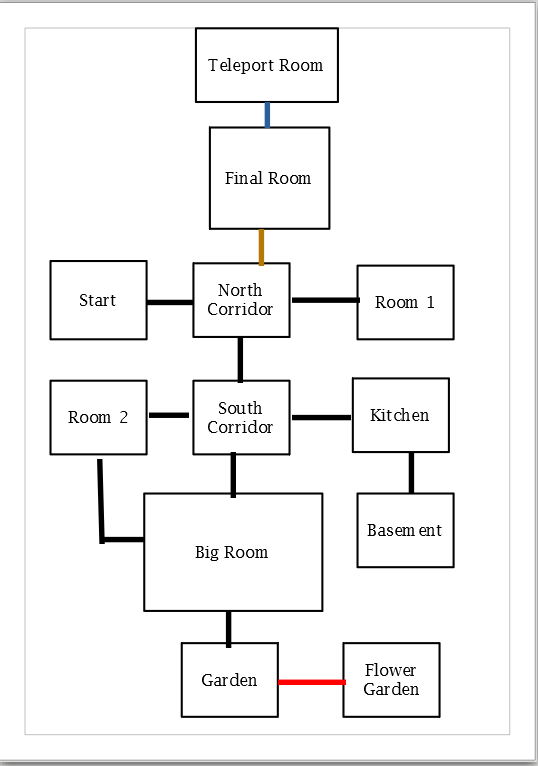 Teleport Room
Final Room
Start
North
Corridor
Room 1
Room 2
South
Corridor
Kitchen
Big Room
Basement
Garden
Flower
Garden